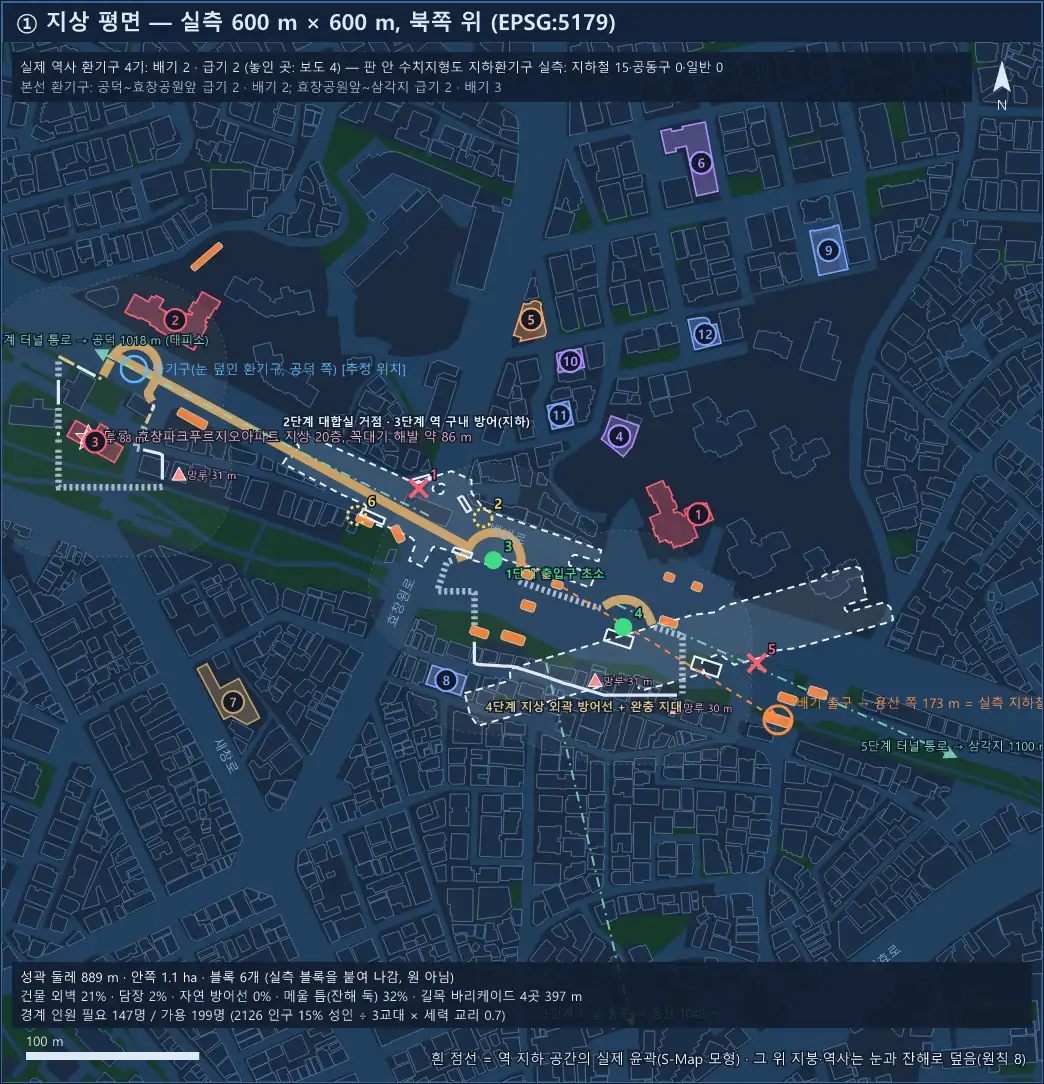 ① 지상 평면 — 실측 600 m × 600 m, 북쪽 위 (EPSG:5179)
실제 역사 환기구 4기: 배기 2 · 급기 2 (놓인 곳: 보도 4) — 판 안 수치지형도 지하환기구 실측: 지하철 15·공동구 0·일반 0
본선 환기구: 공덕~효창공원앞 급기 2 · 배기 2; 효창공원앞~삼각지 급기 2 · 배기 3
N
6
9
5
2
12
계 터널 통로 → 공덕 1018 m (대피소)
10
기구(눈 덮인 환기구, 공덕 쪽) [추정 위치]
11
2단계 대합실 거점 · 3단계 역 구내 방어(지하)
4
3
효창파크푸르지오아파트 지상 20층, 꼭대기 해발 약 86 m
망루 31 m
1
6
2
1
3
1단계 출입구 초소
효창원로
4
5
8
망루 31 m
7
4단계 지상 외곽 방어선 + 완충 지대
망루 30 m
배기 출구 — 용산 쪽 173 m = 실측 지하철
새창로
5단계 터널 통로 → 삼각지 1100 m
성곽 둘레 889 m · 안쪽 1.1 ha · 블록 6개 (실측 블록을 붙여 나감, 원 아님)
건물 외벽 21% · 담장 2% · 자연 방어선 0% · 메울 틈(잔해 둑) 32% · 길목 바리케이드 4곳 397 m
경계 인원 필요 147명 / 가용 199명 (2126 인구 15% 성인 ÷ 3교대 × 세력 교리 0.7)
100 m
흰 점선 = 역 지하 공간의 실제 윤곽(S-Map 모형) · 그 위 지붕·역사는 눈과 잔해로 덮음(원칙 8)